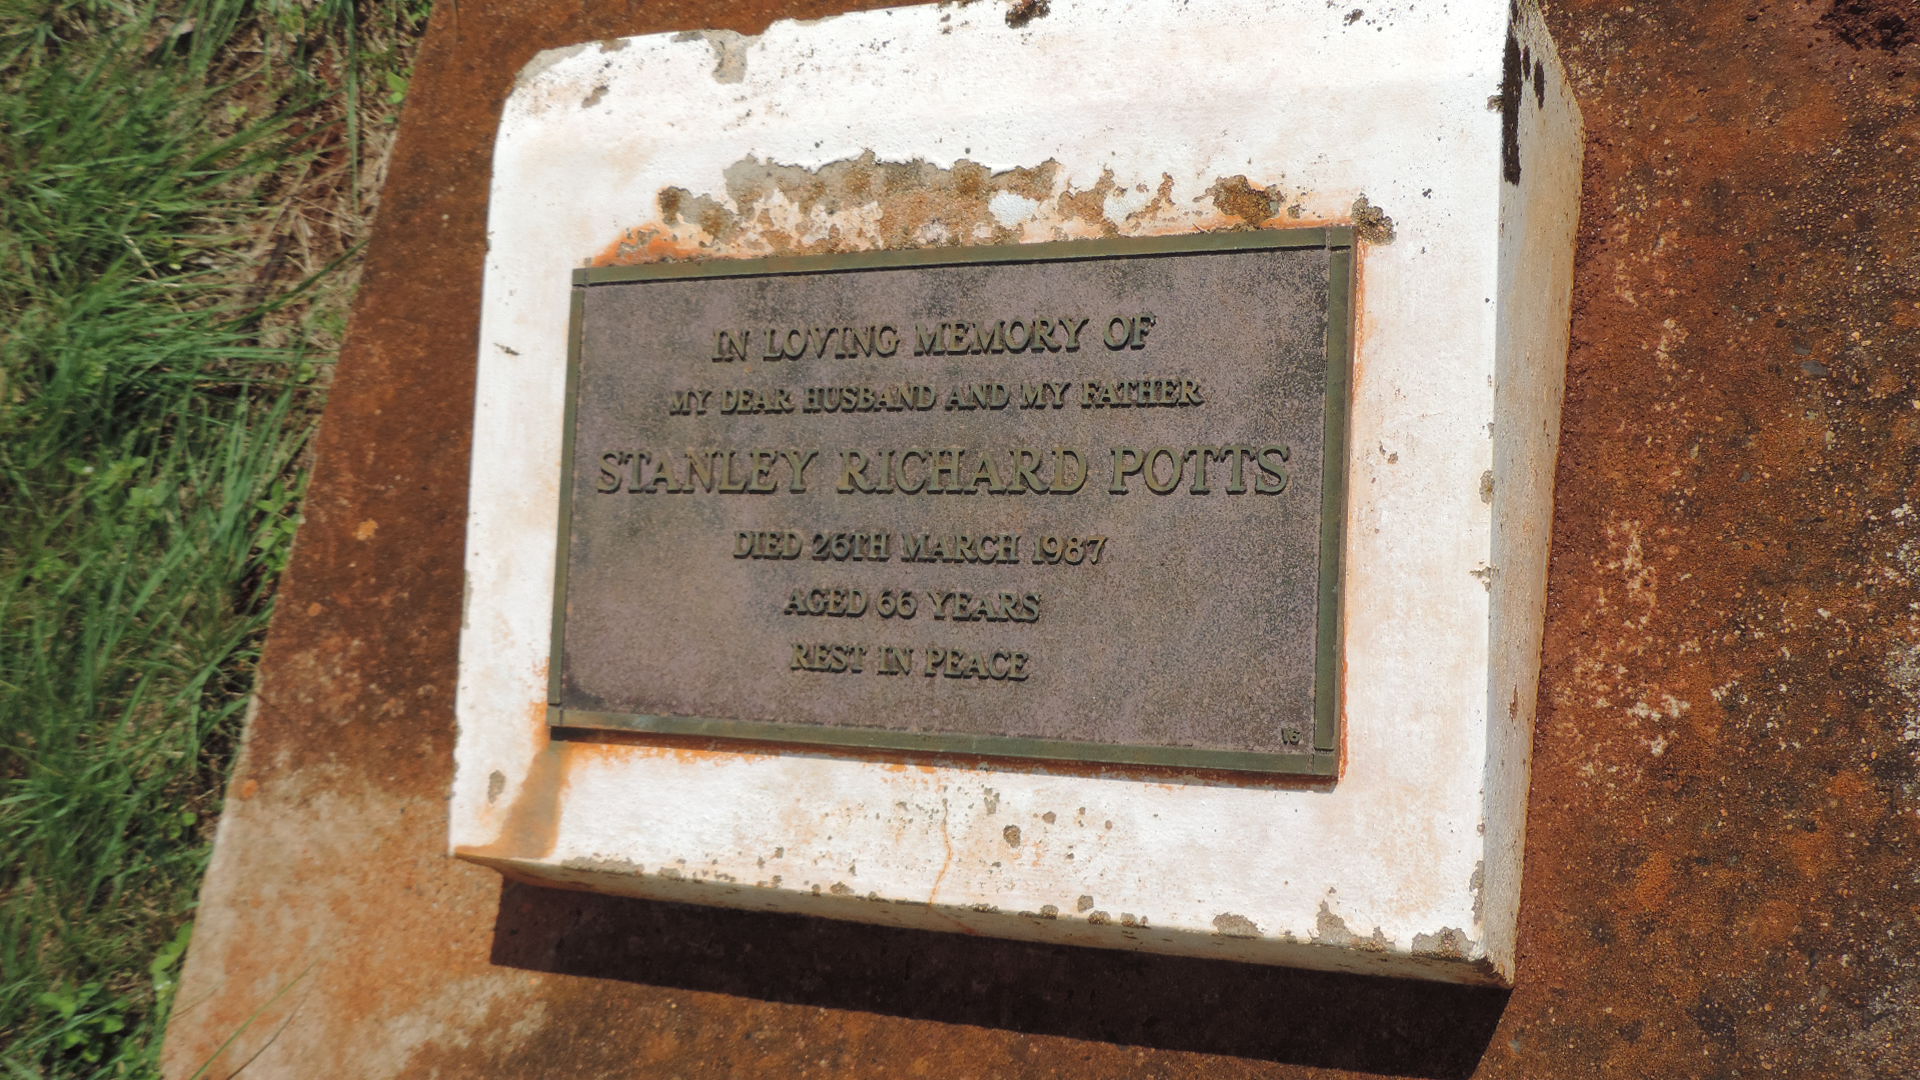 IN LOVING MEMORY OF
MY DEAR HUSBAND AND MY FATHER
STANLEY RICHARD POTTS
DIED 26TH MARCH 1987
AGED 66 YEARS
REST IN PEACE